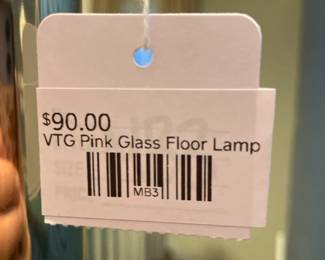 $90.00
VTG Pink Glass Floor Lamp
MB3